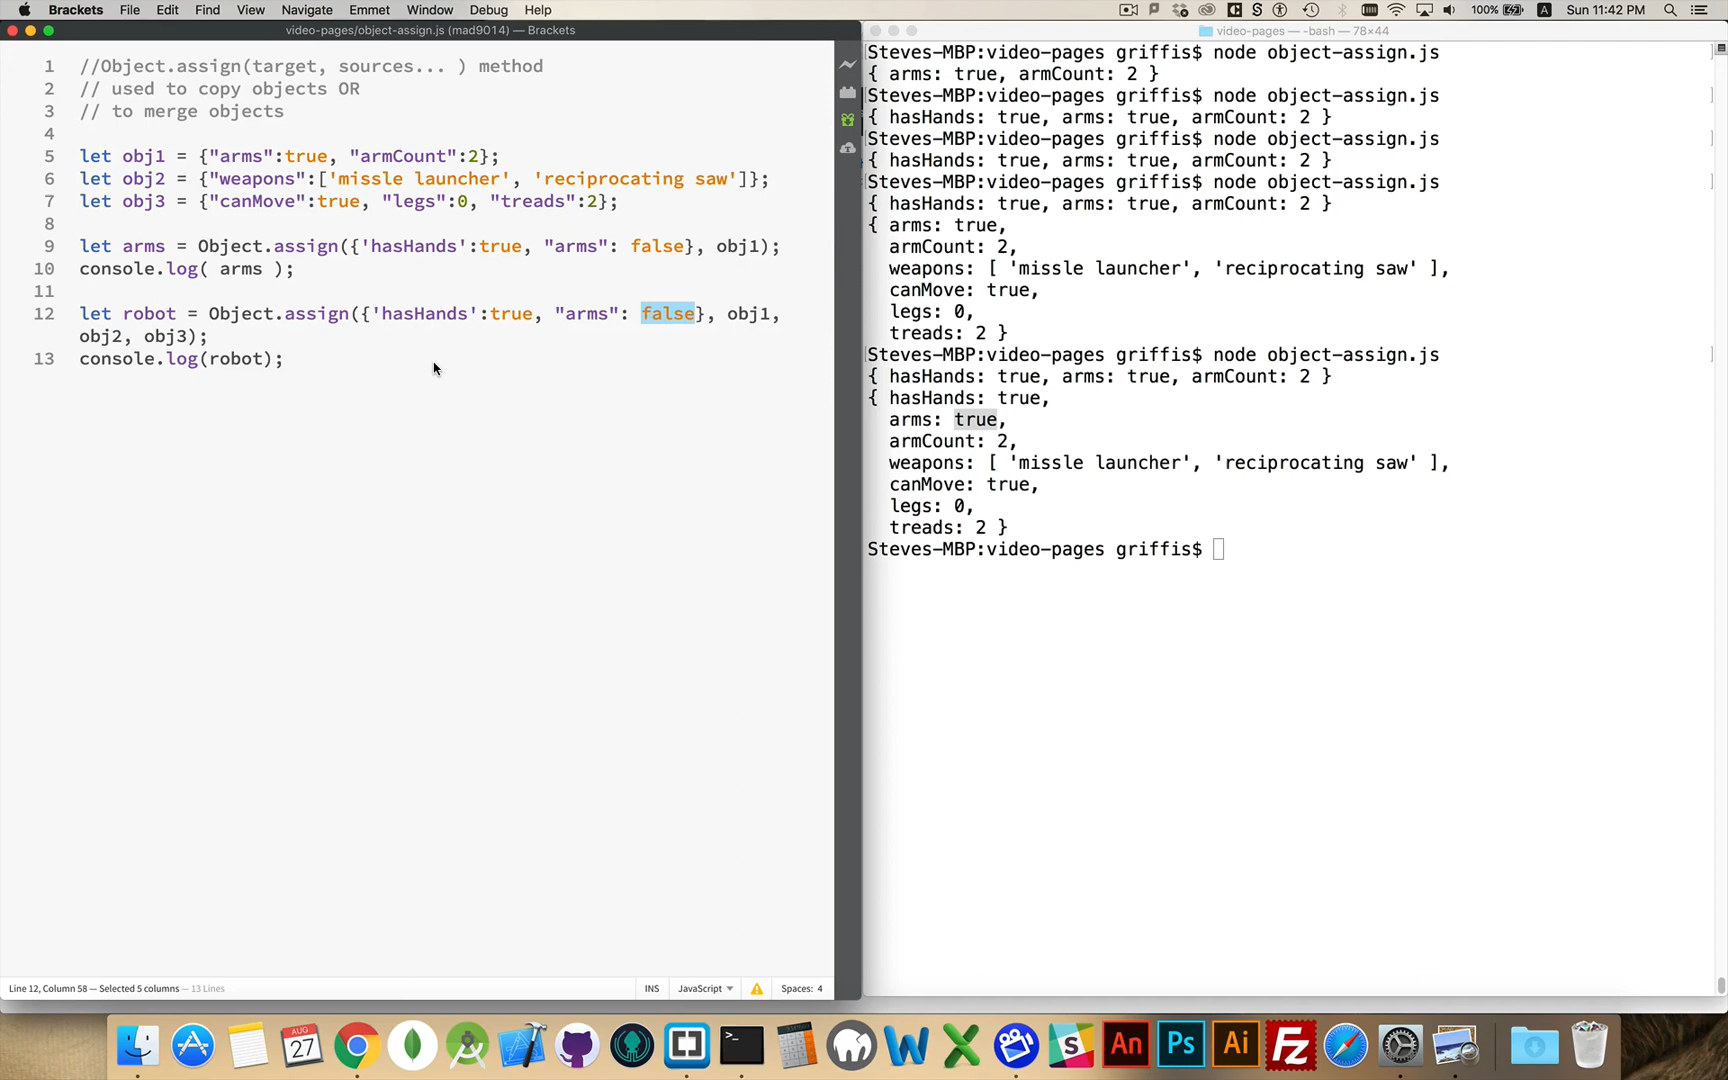 Brackets File Edit Find View Navigate Emmet Window Debug Help
100% Sun 11:42 PM
video-pages/object-assign.js (mad9014) — Brackets
1 //Object.assign(target, sources... ) method
2 // used to copy objects OR
3 // to merge objects
4
5 let obj1 = {"arms":true, "armCount":2};
6 let obj2 = {"weapons":['missle launcher', 'reciprocating saw']};
7 let obj3 = {"canMove":true, "legs":0, "treads":2};
8
9 let arms = Object.assign({'hasHands':true, "arms": false}, obj1);
10 console.log( arms );
11
12 let robot = Object.assign({'hasHands':true, "arms": false}, obj1,
obj2, obj3);
13 console.log(robot);
Line 12, Column 58 — Selected 5 columns — 13 Lines
INS JavaScript Spaces: 4
video-pages — -bash — 78×44
Steves-MBP:video-pages griffis$ node object-assign.js
{ arms: true, armCount: 2 }
Steves-MBP:video-pages griffis$ node object-assign.js
{ hasHands: true, arms: true, armCount: 2 }
Steves-MBP:video-pages griffis$ node object-assign.js
{ hasHands: true, arms: true, armCount: 2 }
Steves-MBP:video-pages griffis$ node object-assign.js
{ hasHands: true, arms: true, armCount: 2 }
{ arms: true,
armCount: 2,
weapons: [ 'missle launcher', 'reciprocating saw' ],
canMove: true,
legs: 0,
treads: 2 }
Steves-MBP:video-pages griffis$ node object-assign.js
{ hasHands: true, arms: true, armCount: 2 }
{ hasHands: true,
arms: true,
armCount: 2,
weapons: [ 'missle launcher', 'reciprocating saw' ],
canMove: true,
legs: 0,
treads: 2 }
Steves-MBP:video-pages griffis$
AUG
27
An
Ps
Ai
Fz